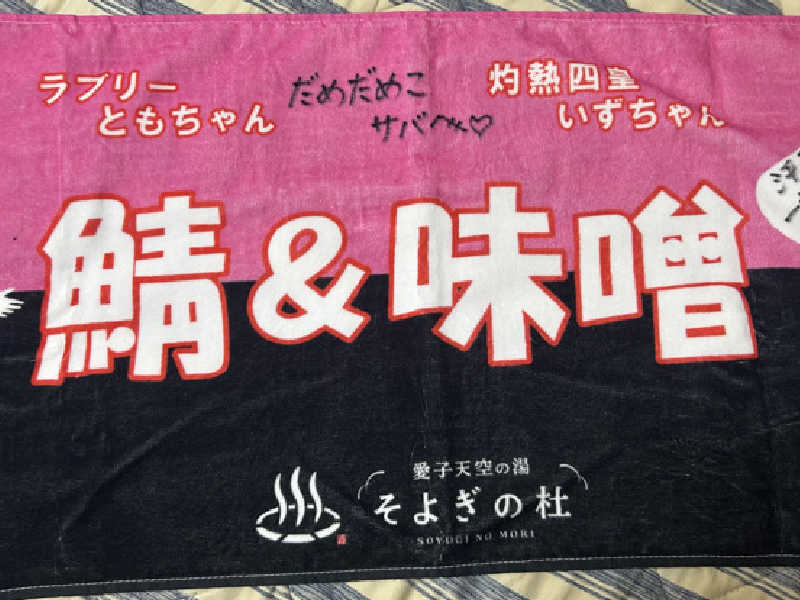 ラブリー
ともちゃん
だめだめこ
サバ
灼熱四皇
いずちゃん
鯖&味噌
愛子天空の湯
そよぎの杜
SOYOGI NO MORI